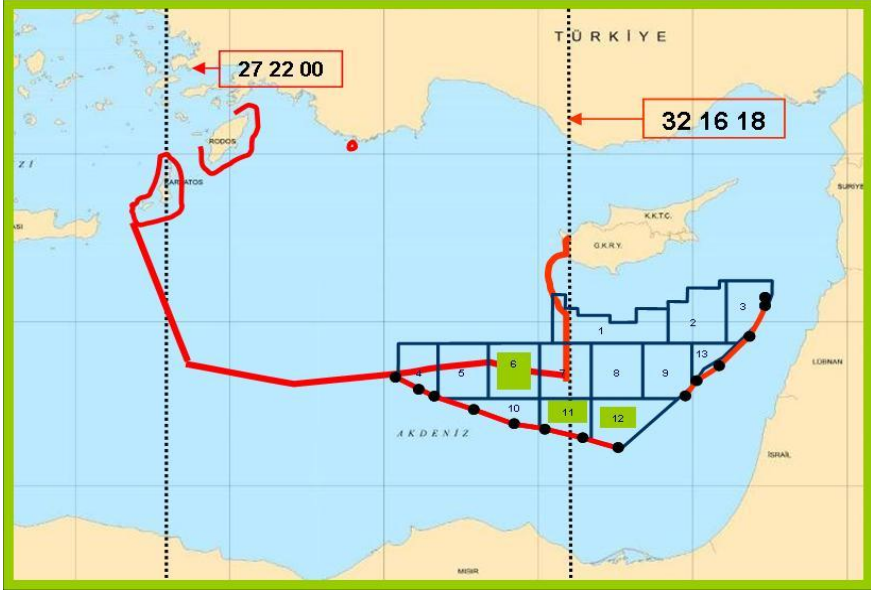 TÜRKİYE
27 22 00
32 16 18
RODOS
Z I
KARPATOS
SURİYE
K.K.T.C.
G.K.R.Y.
3
2
1
13
LÜBNAN
6
4
5
7
8
9
10
11
12
AKDENİZ
İSRAİL
MISIR